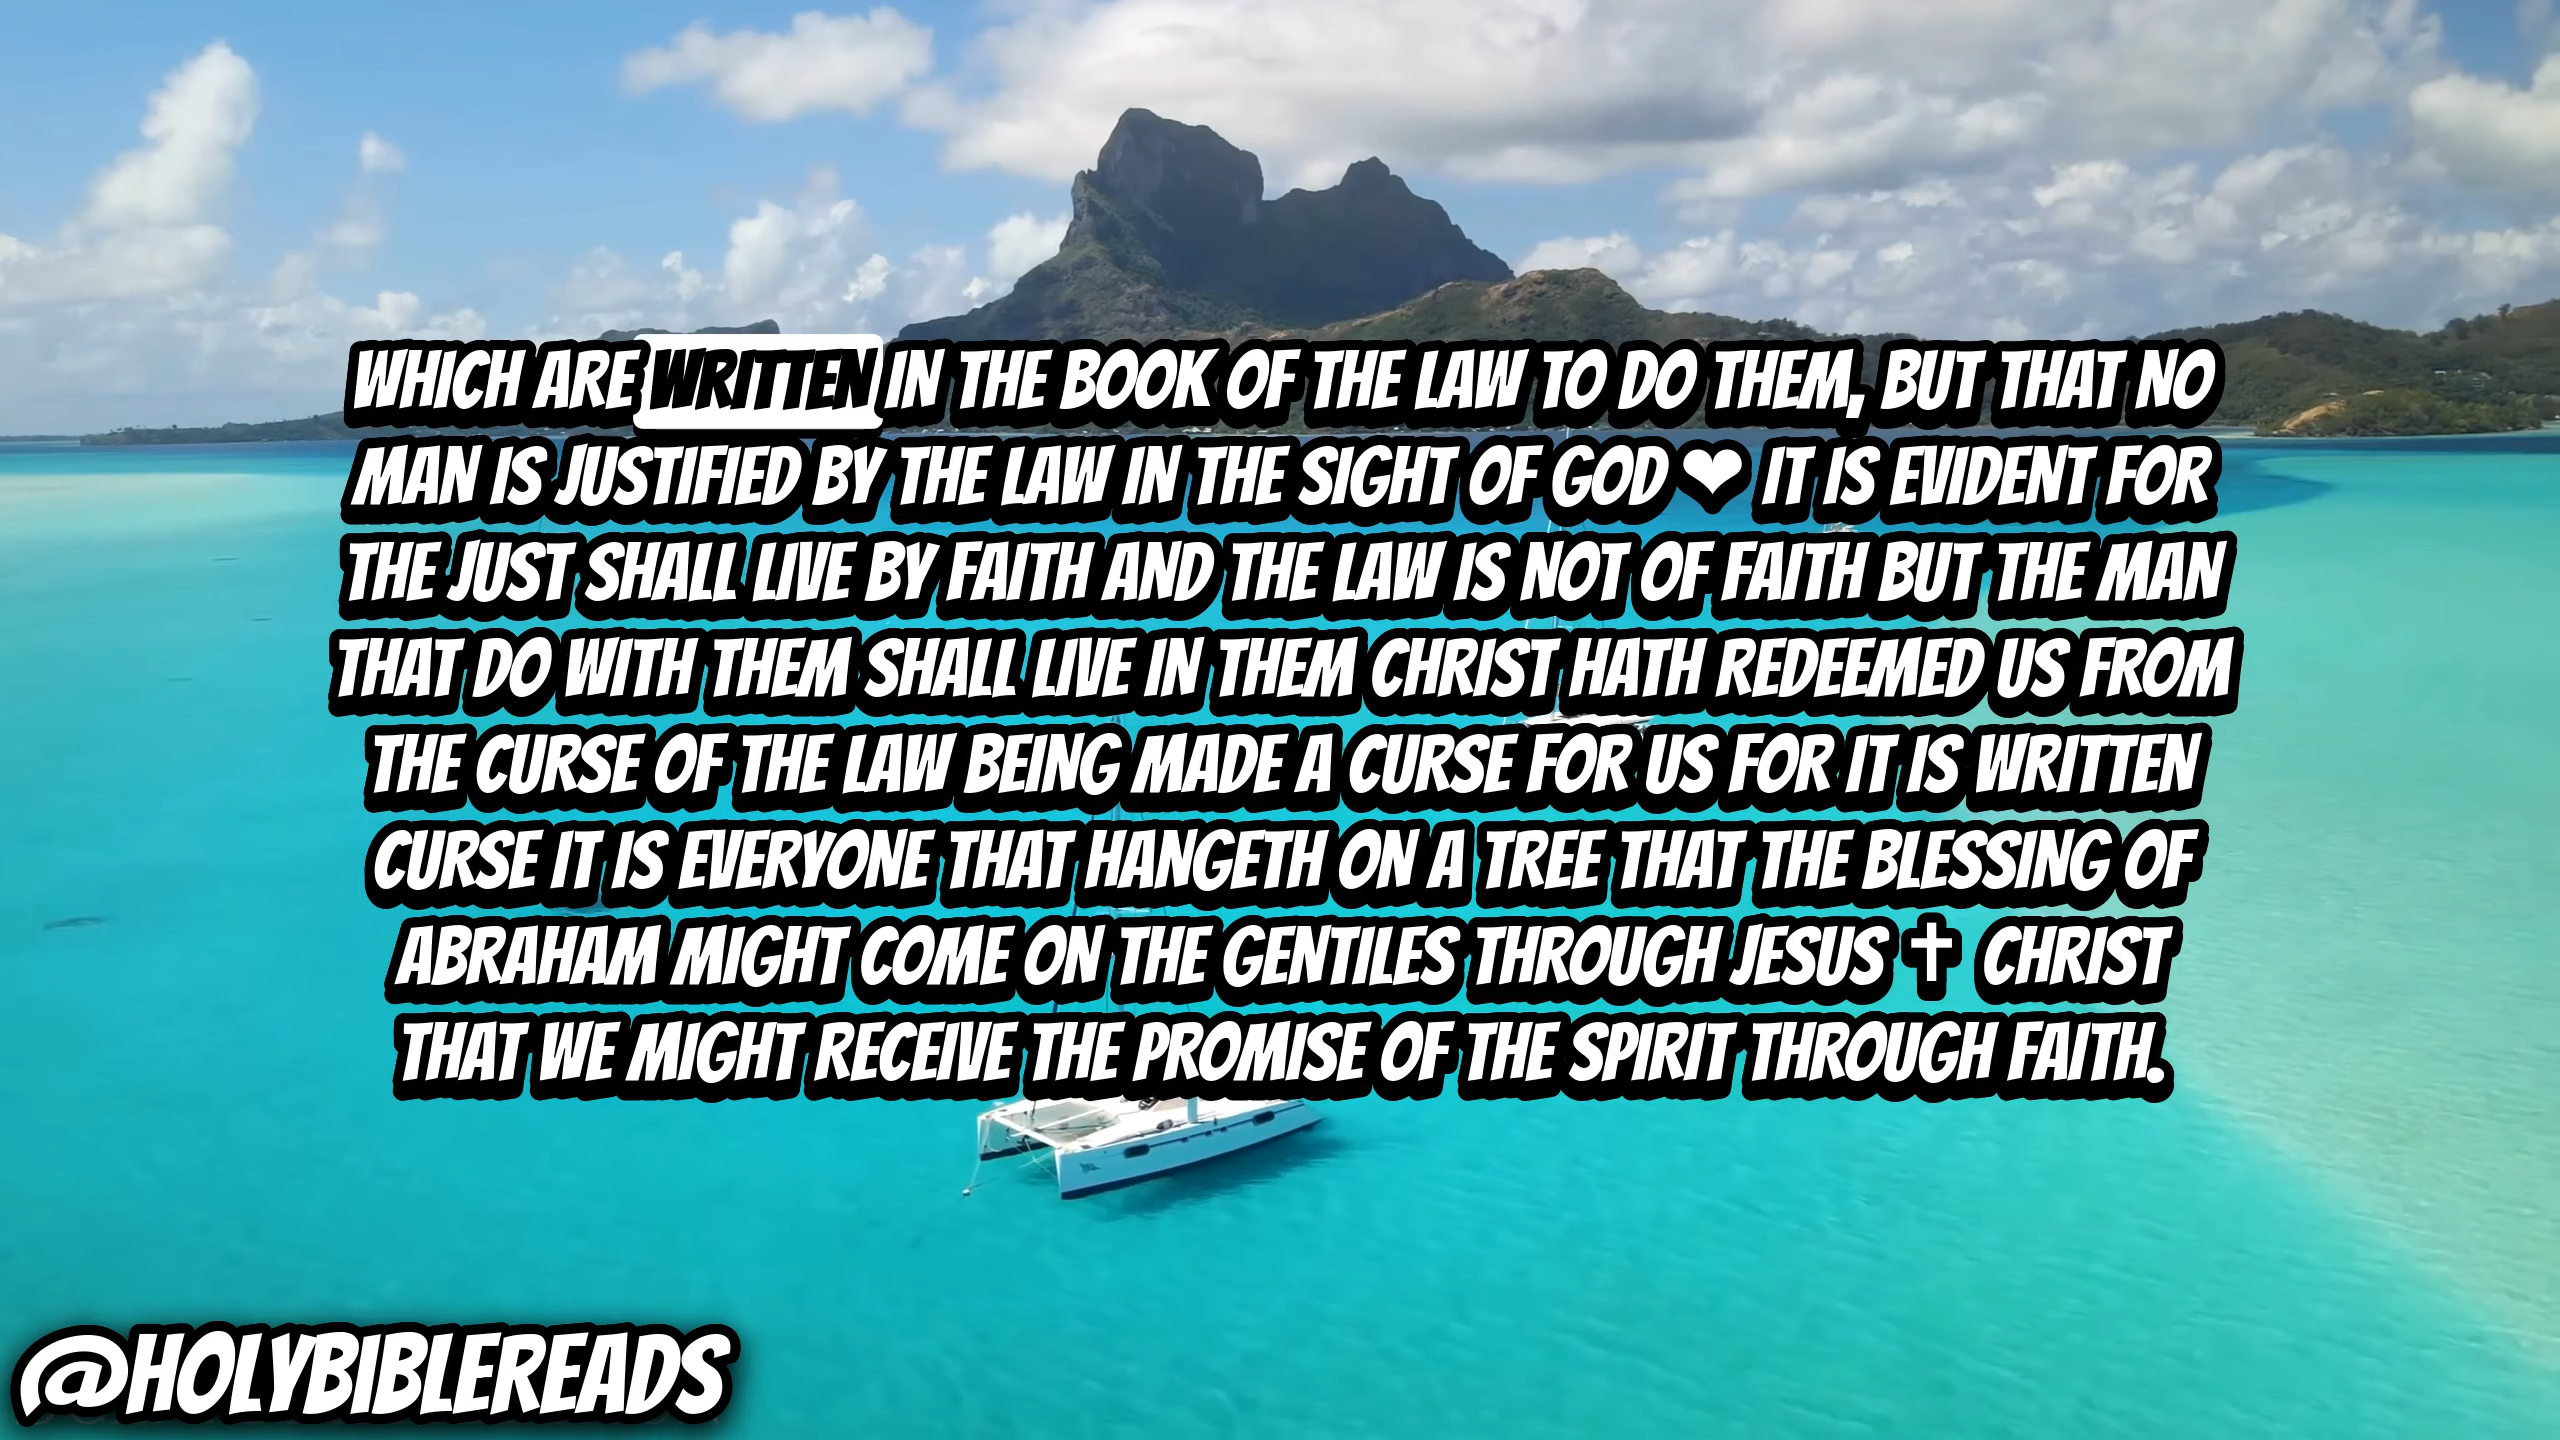 WHICH ARE WRITTEN IN THE BOOK OF THE LAW TO DO THEM, BUT THAT NO
MAN IS JUSTIFIED BY THE LAW IN THE SIGHT OF GOD ❤ IT IS EVIDENT FOR
THE JUST SHALL LIVE BY FAITH AND THE LAW IS NOT OF FAITH BUT THE MAN
THAT DO WITH THEM SHALL LIVE IN THEM CHRIST HATH REDEEMED US FROM
THE CURSE OF THE LAW BEING MADE A CURSE FOR US FOR IT IS WRITTEN
CURSE IT IS EVERYONE THAT HANGETH ON A TREE THAT THE BLESSING OF
ABRAHAM MIGHT COME ON THE GENTILES THROUGH JESUS ✝ CHRIST
THAT WE MIGHT RECEIVE THE PROMISE OF THE SPIRIT THROUGH FAITH.
@HOLYBIBLEREADS